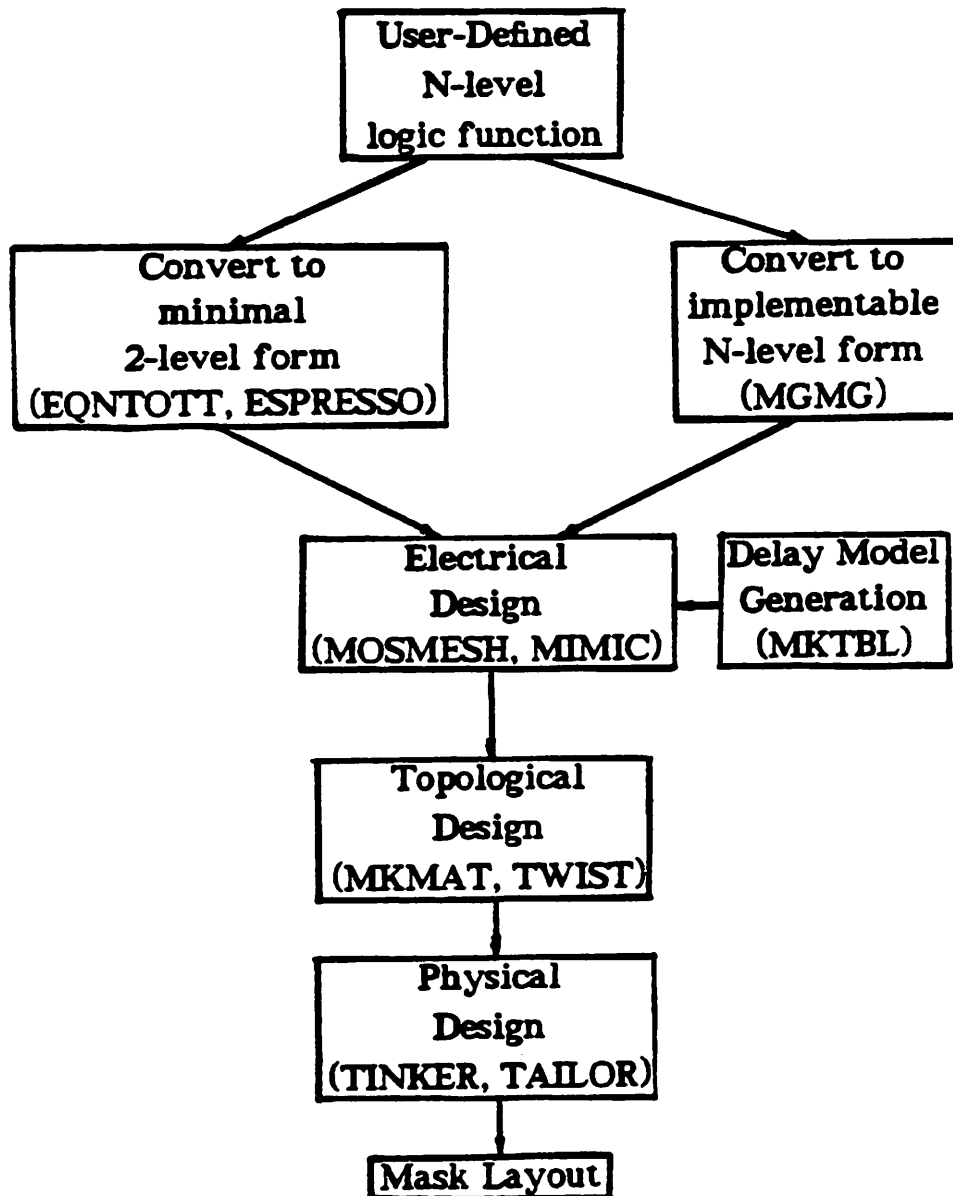 User-Defined
N-level
logic function
Convert to
minimal
2-level form
(EQNTOTT, ESPRESSO)
Convert to
implementable
N-level form
(MGMG)
Electrical
Design
(MOSMESH, MIMIC)
Delay Model
Generation
(MKTBL)
Topological
Design
(MKMAT, TWIST)
Physical
Design
(TINKER, TAILOR)
Mask Layout